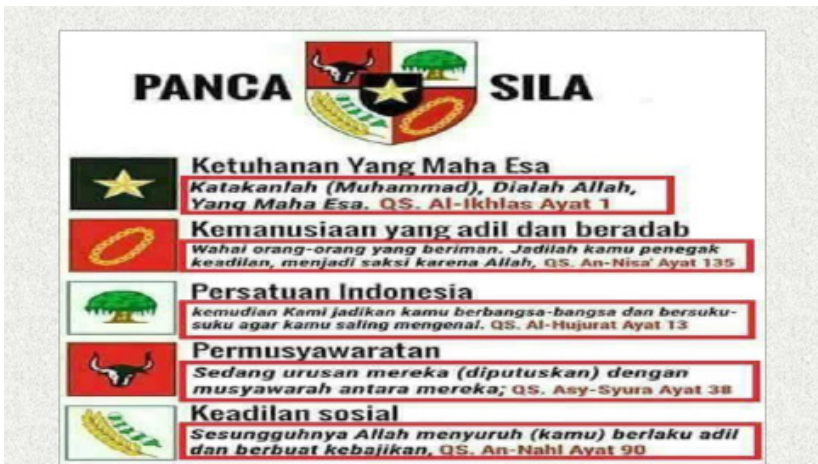 PANCA SILA
Ketuhanan Yang Maha Esa
Katakanlah (Muhammad), Dialah Allah,
Yang Maha Esa. QS. Al-Ikhlas Ayat 1
Kemanusiaan yang adil dan beradab
Wahai orang-orang yang beriman. Jadilah kamu penegak
keadilan, menjadi saksi karena Allah, QS. An-Nisa' Ayat 135
Persatuan Indonesia
kemudian Kami jadikan kamu berbangsa-bangsa dan bersuku-
suku agar kamu saling mengenal. QS. Al-Hujurat Ayat 13
Permusyawaratan
Sedang urusan mereka (diputuskan) dengan
musyawarah antara mereka; QS. Asy-Syura Ayat 38
Keadilan sosial
Sesungguhnya Allah menyuruh (kamu) berlaku adil
dan berbuat kebajikan, QS. An-Nahl Ayat 90